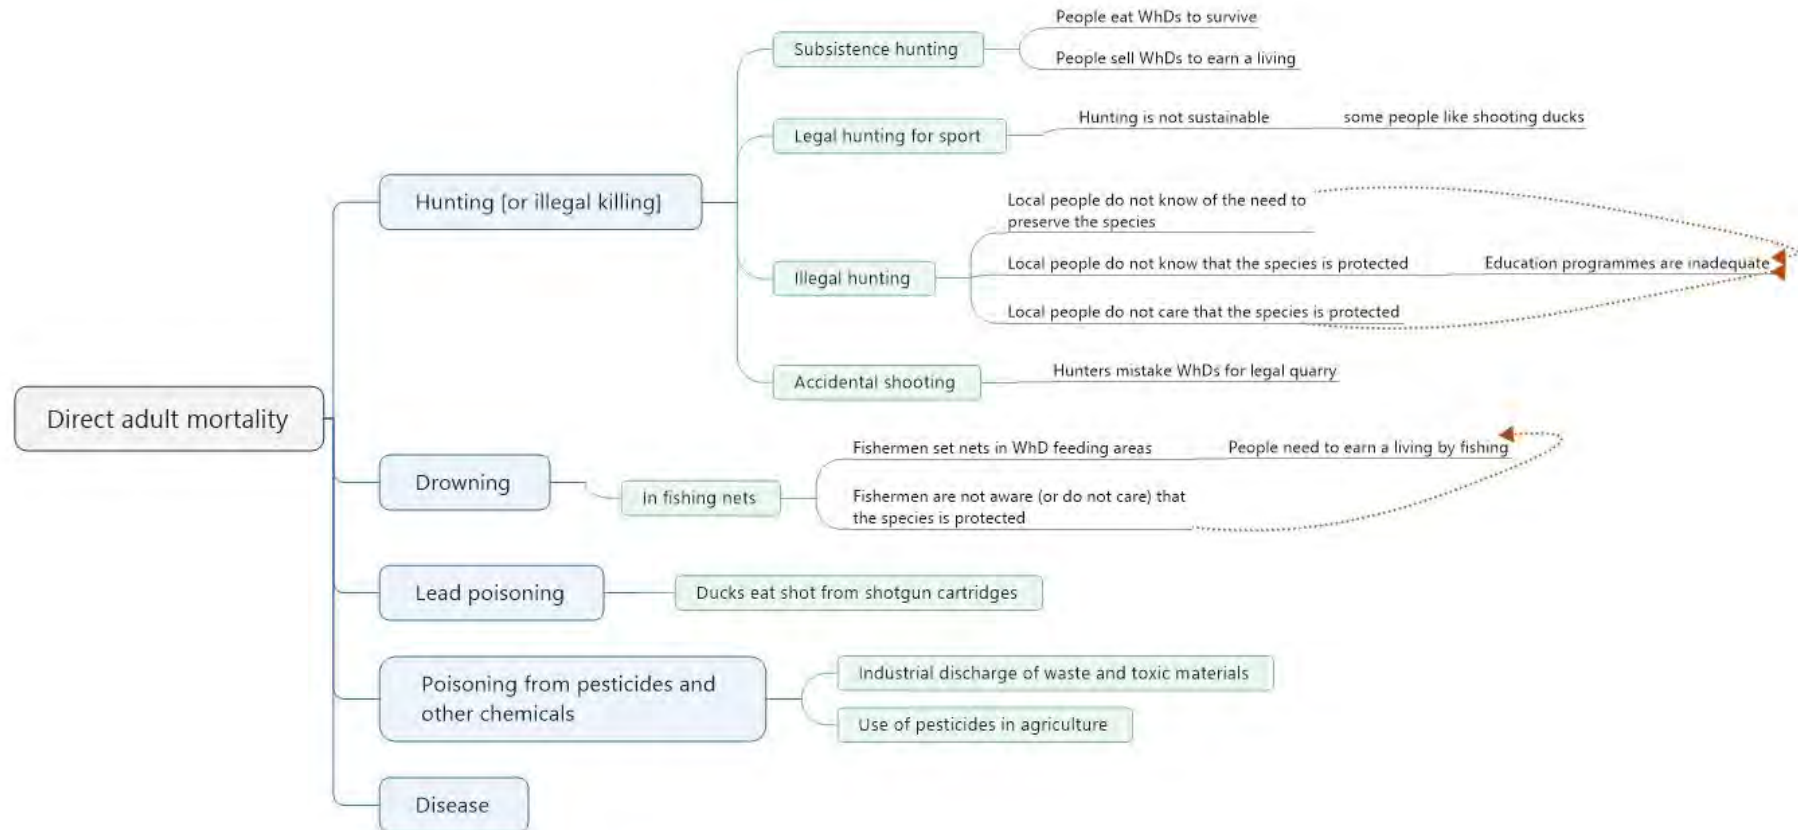 People eat WhDs to survive
Subsistence hunting
People sell WhDs to earn a living
Legal hunting for sport
Hunting is not sustainable
some people like shooting ducks
Hunting [or illegal killing]
Local people do not know of the need to
preserve the species
Illegal hunting
Local people do not know that the species is protected
Education programmes are inadequate
Local people do not care that the species is protected
Accidental shooting
Hunters mistake WhDs for legal quarry
Direct adult mortality
Drowning
In fishing nets
Fishermen set nets in WhD feeding areas
People need to earn a living by fishing
Fishermen are not aware (or do not care) that
the species is protected
Lead poisoning
Ducks eat shot from shotgun cartridges
Poisoning from pesticides and
other chemicals
Industrial discharge of waste and toxic materials
Use of pesticides in agriculture
Disease